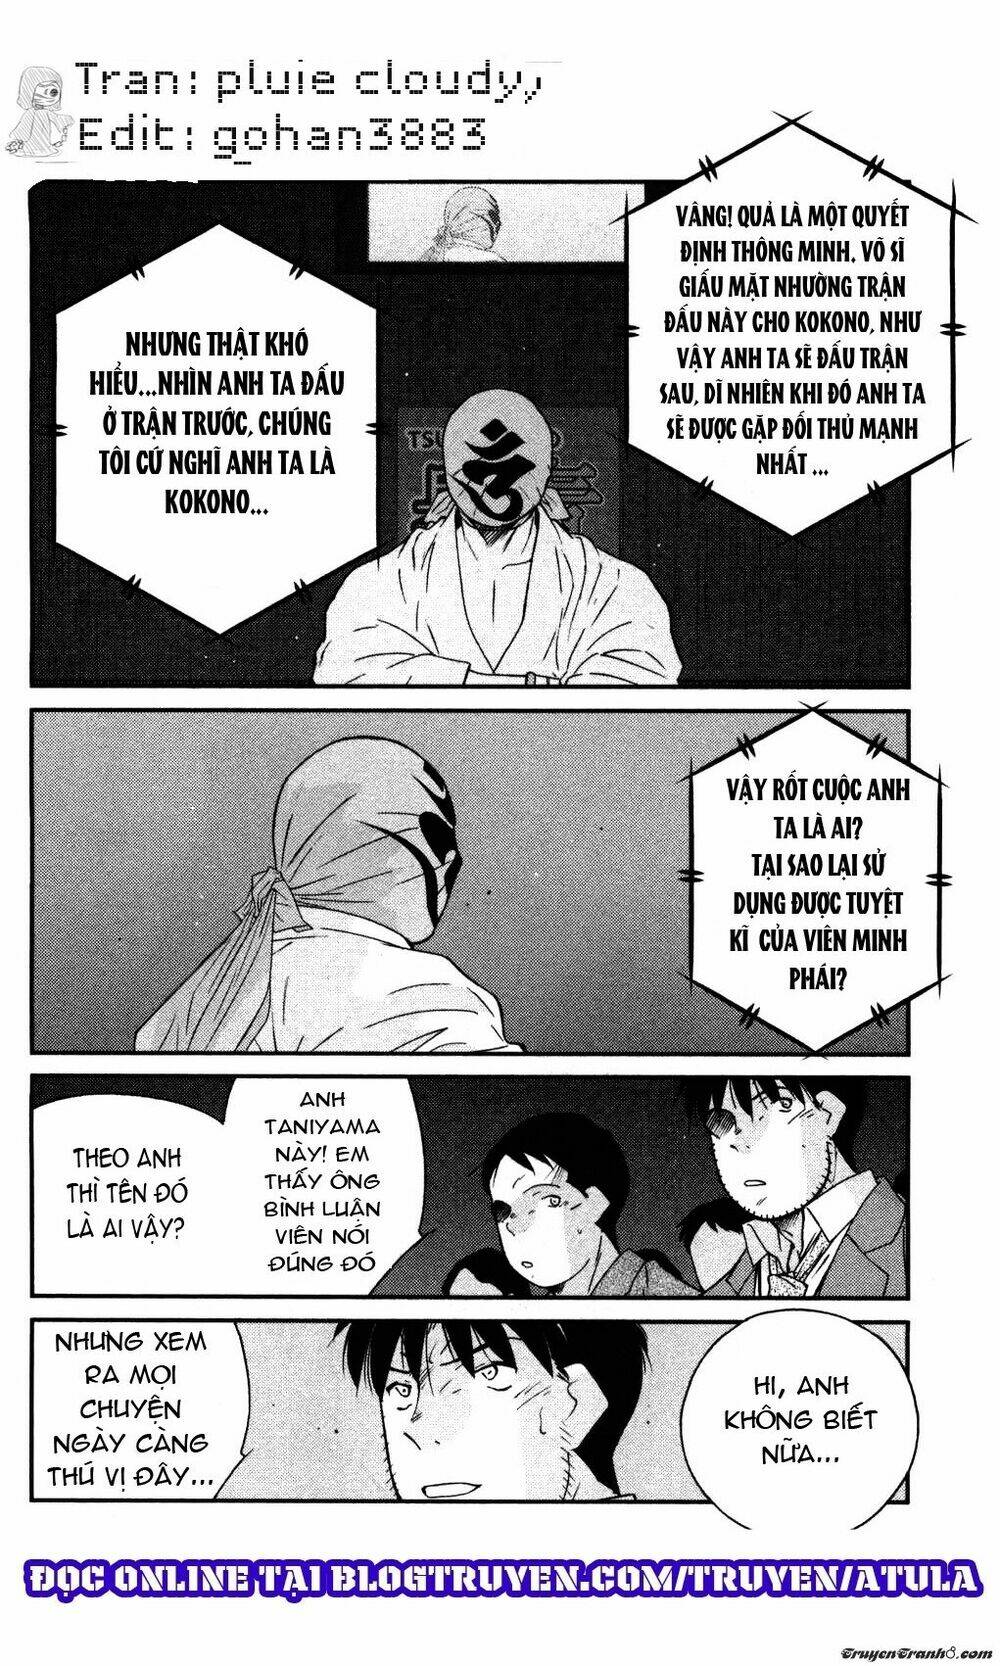 Tran: pluie cloudy,
Edit: gohan3883
VÂNG! QUẢ LÀ MỘT QUYẾT
ĐỊNH THÔNG MINH. VÕ SĨ
GIẤU MẶT NHƯỜNG TRẬN
ĐẤU NÀY CHO KOKONO, NHƯ
VẬY ANH TA SẼ ĐẤU TRẬN
SAU, DĨ NHIÊN KHI ĐÓ ANH TA
SẼ ĐƯỢC GẶP ĐỐI THỦ MẠNH
NHẤT ...
NHƯNG THẬT KHÓ
HIỂU...NHÌN ANH TA ĐẤU
Ở TRẬN TRƯỚC, CHÚNG
TÔI CỨ NGHĨ ANH TA LÀ
KOKONO...
TSU
VẬY RỐT CUỘC ANH
TA LÀ AI?
TẠI SAO LẠI SỬ
DỤNG ĐƯỢC TUYỆT
KĨ CỦA VIÊN MINH
PHÁI?
ANH
TANIYAMA
NÀY! EM
THẤY ÔNG
BÌNH LUẬN
VIÊN NÓI
ĐÚNG ĐÓ
THEO ANH
THÌ TÊN ĐÓ
LÀ AI VẬY?
HI, ANH
KHÔNG BIẾT
NỮA...
NHƯNG XEM
RA MỌI
CHUYỆN
NGÀY CÀNG
THÚ VỊ ĐÂY...
ĐỌC ONLINE TẠI BLOGTRUYEN.COM/TRUYEN/ATULA
TruyenTranh8.com